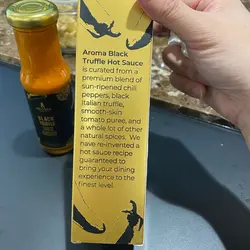 BLACK
TRUFFLE
Aroma Black
Truffle Hot Sauce
is curated from a
premium blend of
sun-ripened chili
peppers, black
Italian truffle,
smooth-skin
tomato puree, and
a whole lot of other
natural spices. We
have re-invented a
hot sauce recipe
guaranteed to
bring your dining
experience to the
finest level.